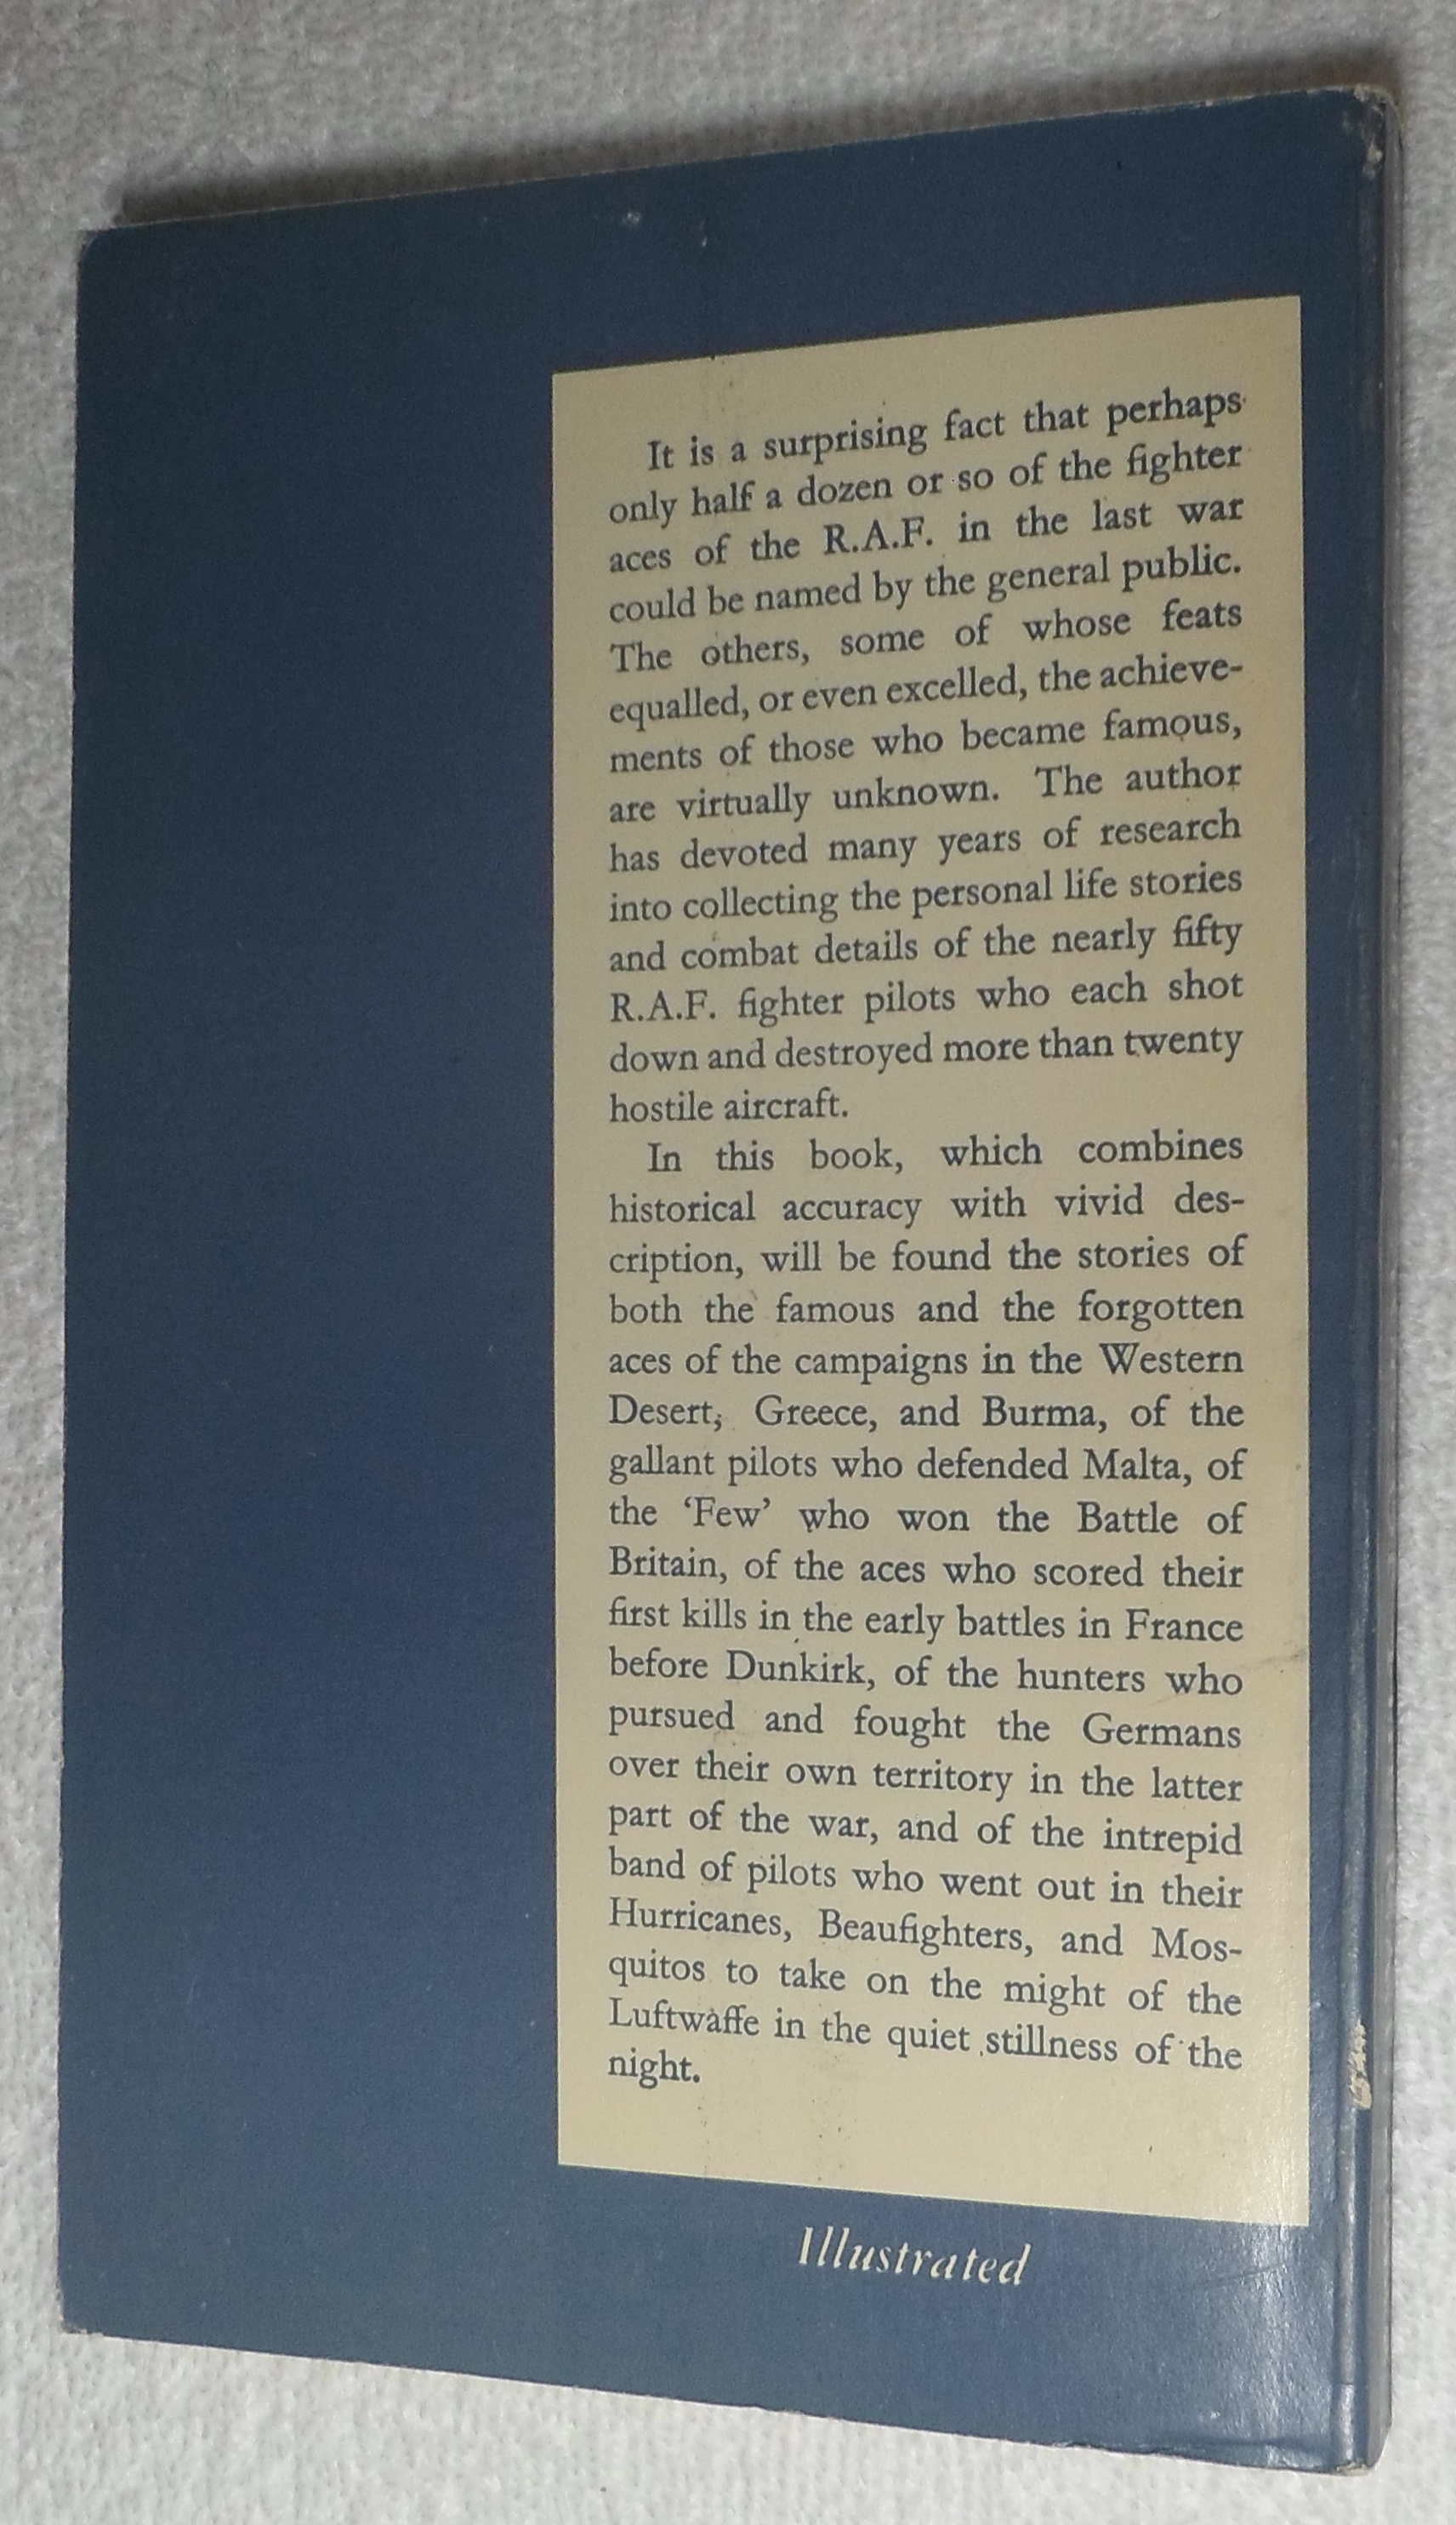 It is a surprising fact that perhaps
only half a dozen or so of the fighter
aces of the R.A.F. in the last war
could be named by the general public.
The others, some of whose feats
equalled, or even excelled, the achieve-
ments of those who became famous,
are virtually unknown. The author
has devoted many years of research
into collecting the personal life stories
and combat details of the nearly fifty
R.A.F. fighter pilots who each shot
down and destroyed more than twenty
hostile aircraft.
In this book, which combines
historical accuracy with vivid des-
cription, will be found the stories of
both the famous and the forgotten
aces of the campaigns in the Western
Desert, Greece, and Burma, of the
gallant pilots who defended Malta, of
the ‘Few’ who won the Battle of
Britain, of the aces who scored their
first kills in the early battles in France
before Dunkirk, of the hunters who
pursued and fought the Germans
over their own territory in the latter
part of the war, and of the intrepid
band of pilots who went out in their
Hurricanes, Beaufighters, and Mos-
quitos to take on the might of the
Luftwaffe in the quiet stillness of the
night.
Illustrated